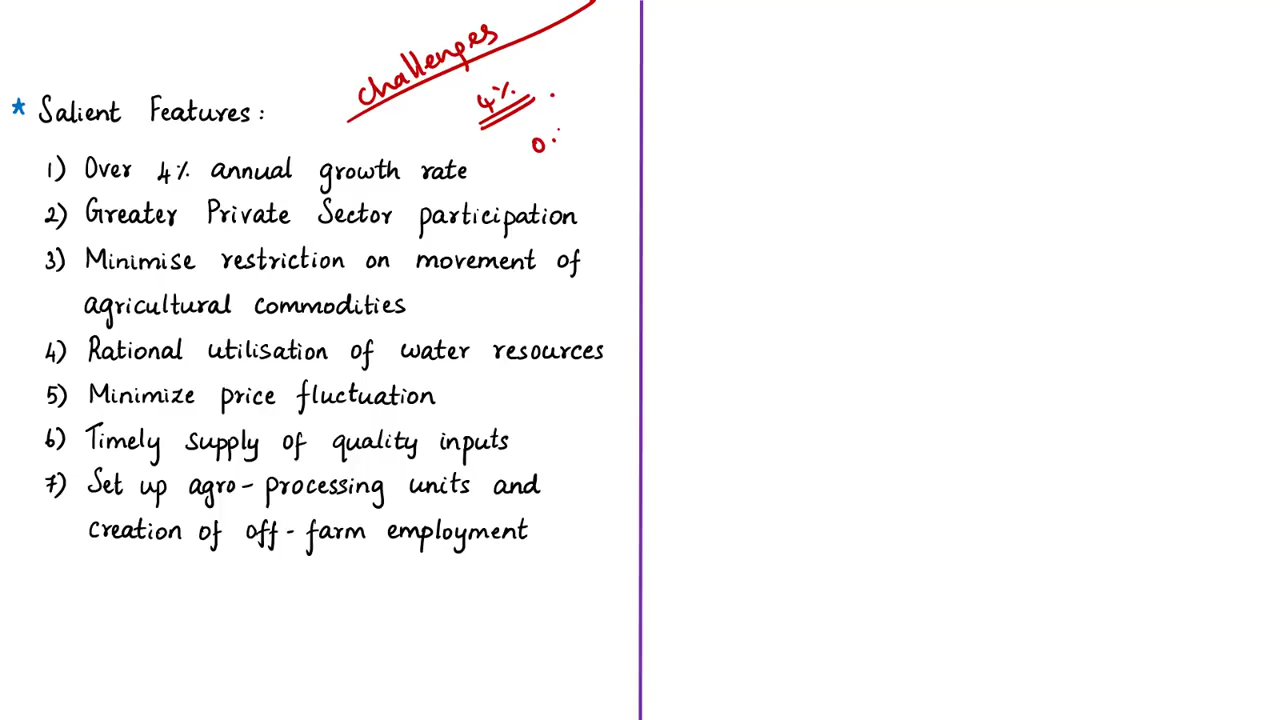 challenges
4%
* Salient Features :
0.
1) Over 4% annual growth rate
2) Greater Private Sector participation
3) Minimise restriction on movement of
agricultural commodities
4) Rational utilisation of water resources
5) Minimize price fluctuation
6) Timely supply of quality inputs
7) Set up agro-processing units and
creation of off-farm employment